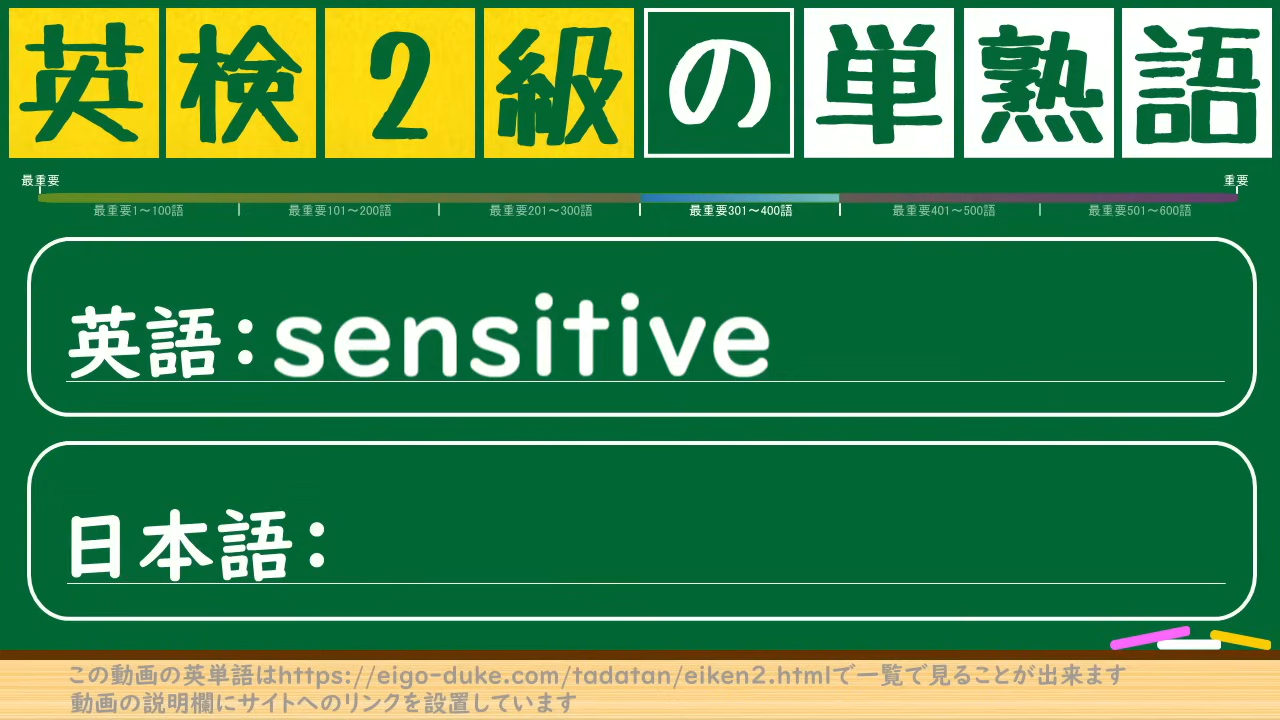 英検2級の単熟語
最重要 重要
最重要1～100語 最重要101～200語 最重要201～300語 最重要301～400語 最重要401～500語 最重要501～600語
英語：sensitive
日本語：
この動画の英単語はhttps://eigo-duke.com/tadatan/eiken2.htmlで一覧で見ることが出来ます
動画の説明欄にサイトへのリンクを設置しています